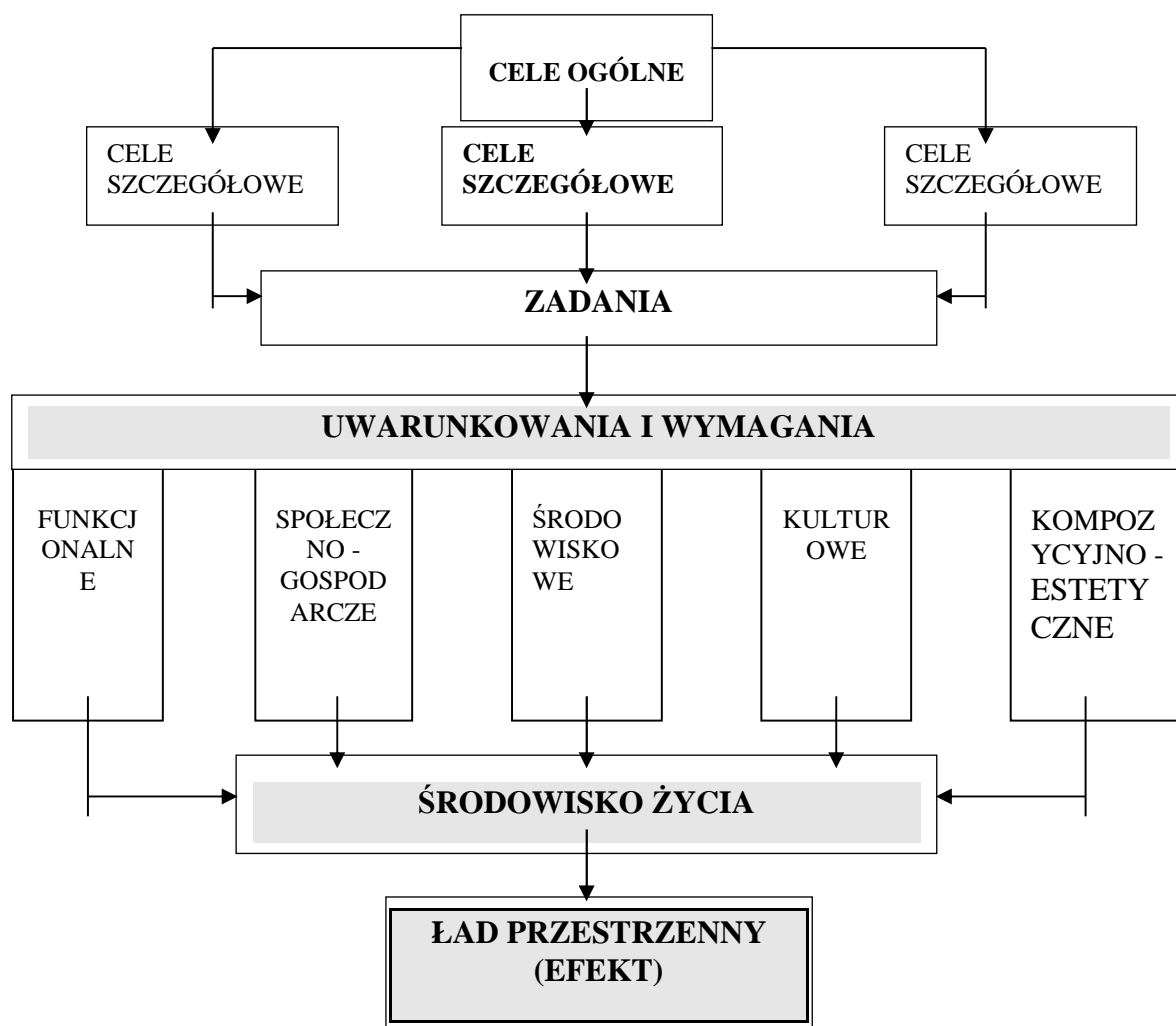 CELE OGÓLNE
CELE
SZCZEGÓŁOWE
CELE
SZCZEGÓŁOWE
CELE
SZCZEGÓŁOWE
ZADANIA
UWARUNKOWANIA I WYMAGANIA
FUNKCJ
ONALN
E
SPOŁECZ
NO -
GOSPOD
ARCZE
ŚRODO
WISKO
WE
KULTUR
OWE
KOMPOZ
YCYJNO -
ESTETY
CZNE
ŚRODOWISKO ŻYCIA
ŁAD PRZESTRZENNY
(EFEKT)